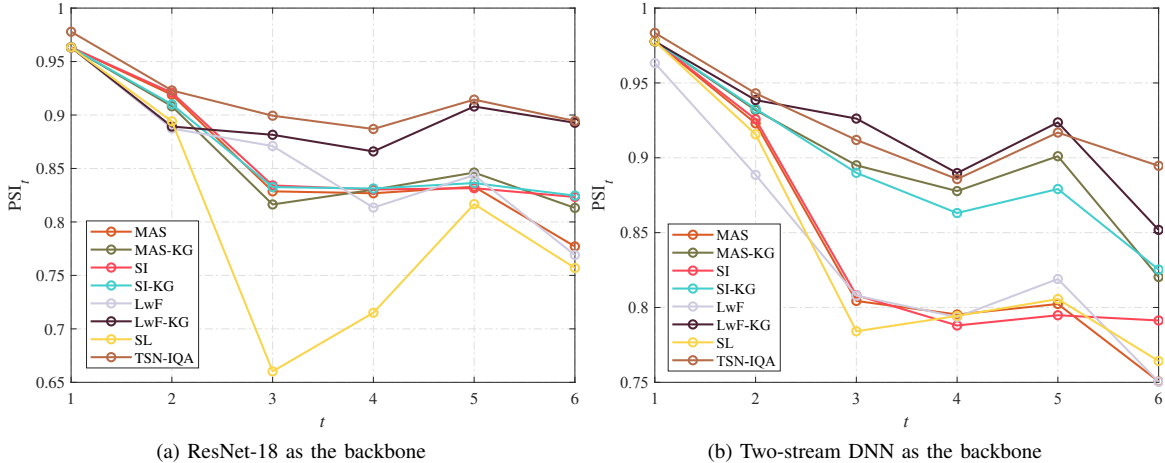 1
0.95
0.9
0.85
0.8
0.75
0.7
0.65
PSI_t
1 2 3 4 5 6
t
MAS
MAS-KG
SI
SI-KG
LwF
LwF-KG
SL
TSN-IQA
(a) ResNet-18 as the backbone
1
0.95
0.9
0.85
0.8
0.75
PSI_t
1 2 3 4 5 6
t
MAS
MAS-KG
SI
SI-KG
LwF
LwF-KG
SL
TSN-IQA
(b) Two-stream DNN as the backbone